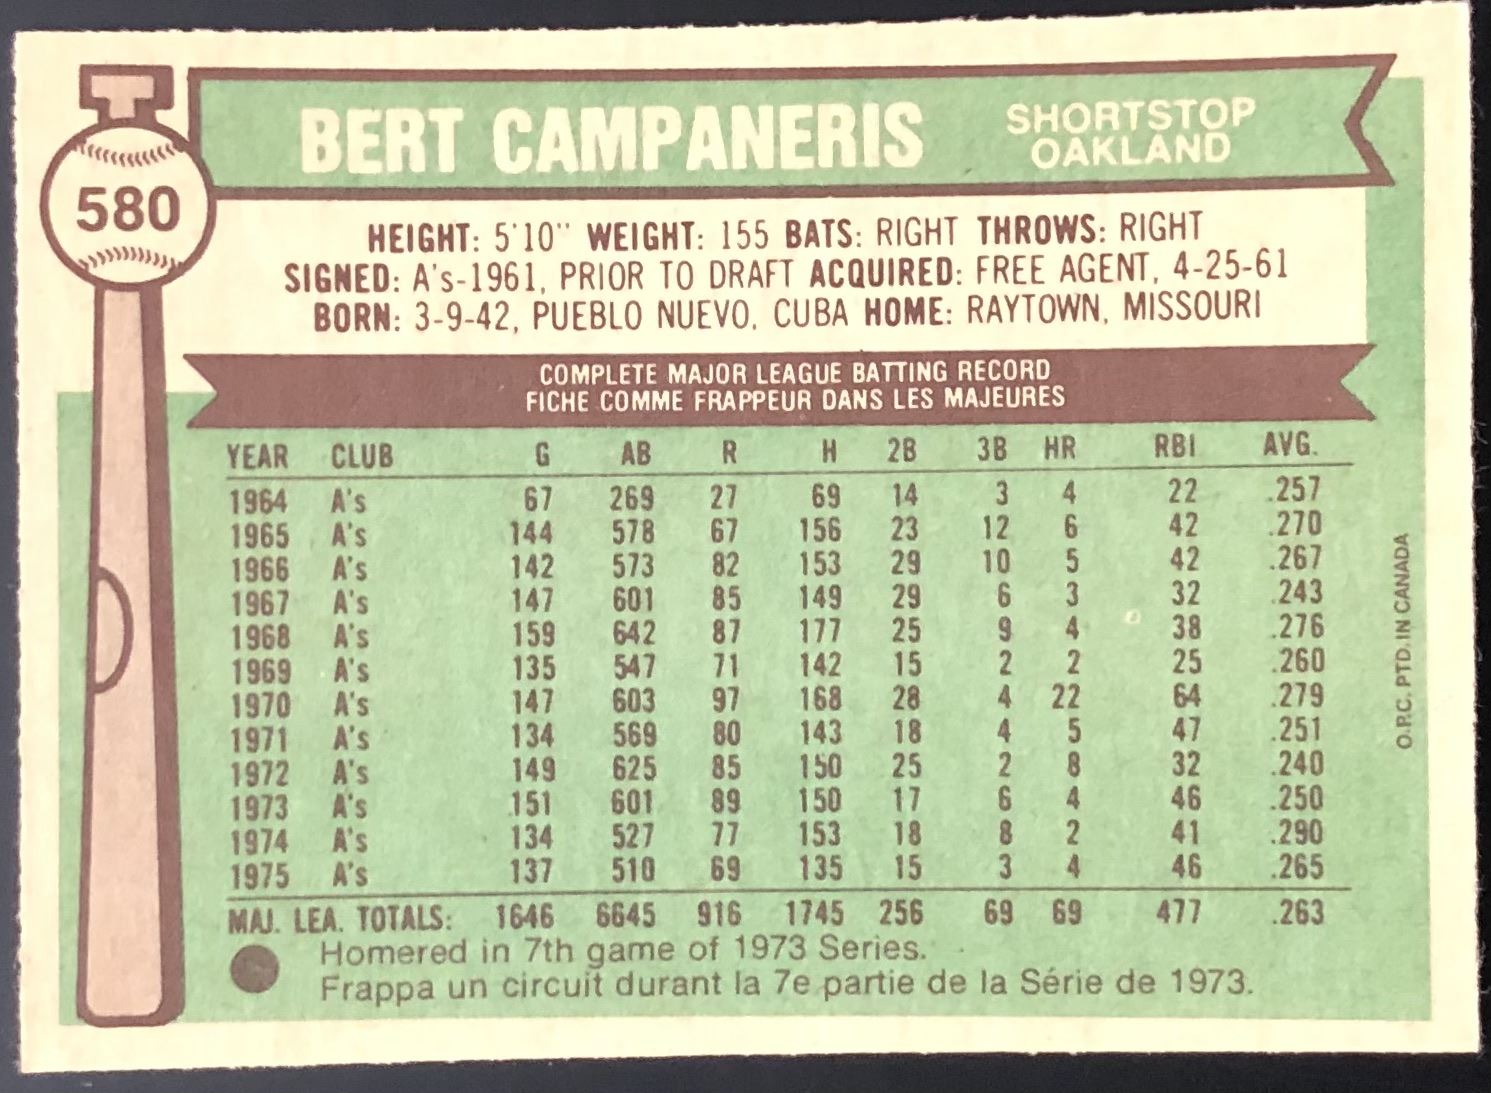 BERT CAMPANERIS
SHORTSTOP
OAKLAND
580
HEIGHT: 5'10" WEIGHT: 155 BATS: RIGHT THROWS: RIGHT
SIGNED: A's-1961, PRIOR TO DRAFT ACQUIRED: FREE AGENT, 4-25-61
BORN: 3-9-42, PUEBLO NUEVO, CUBA HOME: RAYTOWN, MISSOURI
COMPLETE MAJOR LEAGUE BATTING RECORD
FICHE COMME FRAPPEUR DANS LES MAJEURES
YEAR CLUB G AB R H 2B 3B HR RBI AVG.
1964 A's 67 269 27 69 14 3 4 22 .257
1965 A's 144 578 67 156 23 12 6 42 .270
1966 A's 142 573 82 153 29 10 5 42 .267
1967 A's 147 601 85 149 29 6 3 32 .243
1968 A's 159 642 87 177 25 9 4 38 .276
1969 A's 135 547 71 142 15 2 2 25 .260
1970 A's 147 603 97 168 28 4 22 64 .279
1971 A's 134 569 80 143 18 4 5 47 .251
1972 A's 149 625 85 150 25 2 8 32 .240
1973 A's 151 601 89 150 17 6 4 46 .250
1974 A's 134 527 77 153 18 8 2 41 .290
1975 A's 137 510 69 135 15 3 4 46 .265
MAJ. LEA. TOTALS: 1646 6645 916 1745 256 69 69 477 .263
Homered in 7th game of 1973 Series.
Frappa un circuit durant la 7e partie de la Série de 1973.
O.P.C. PTD. IN CANADA